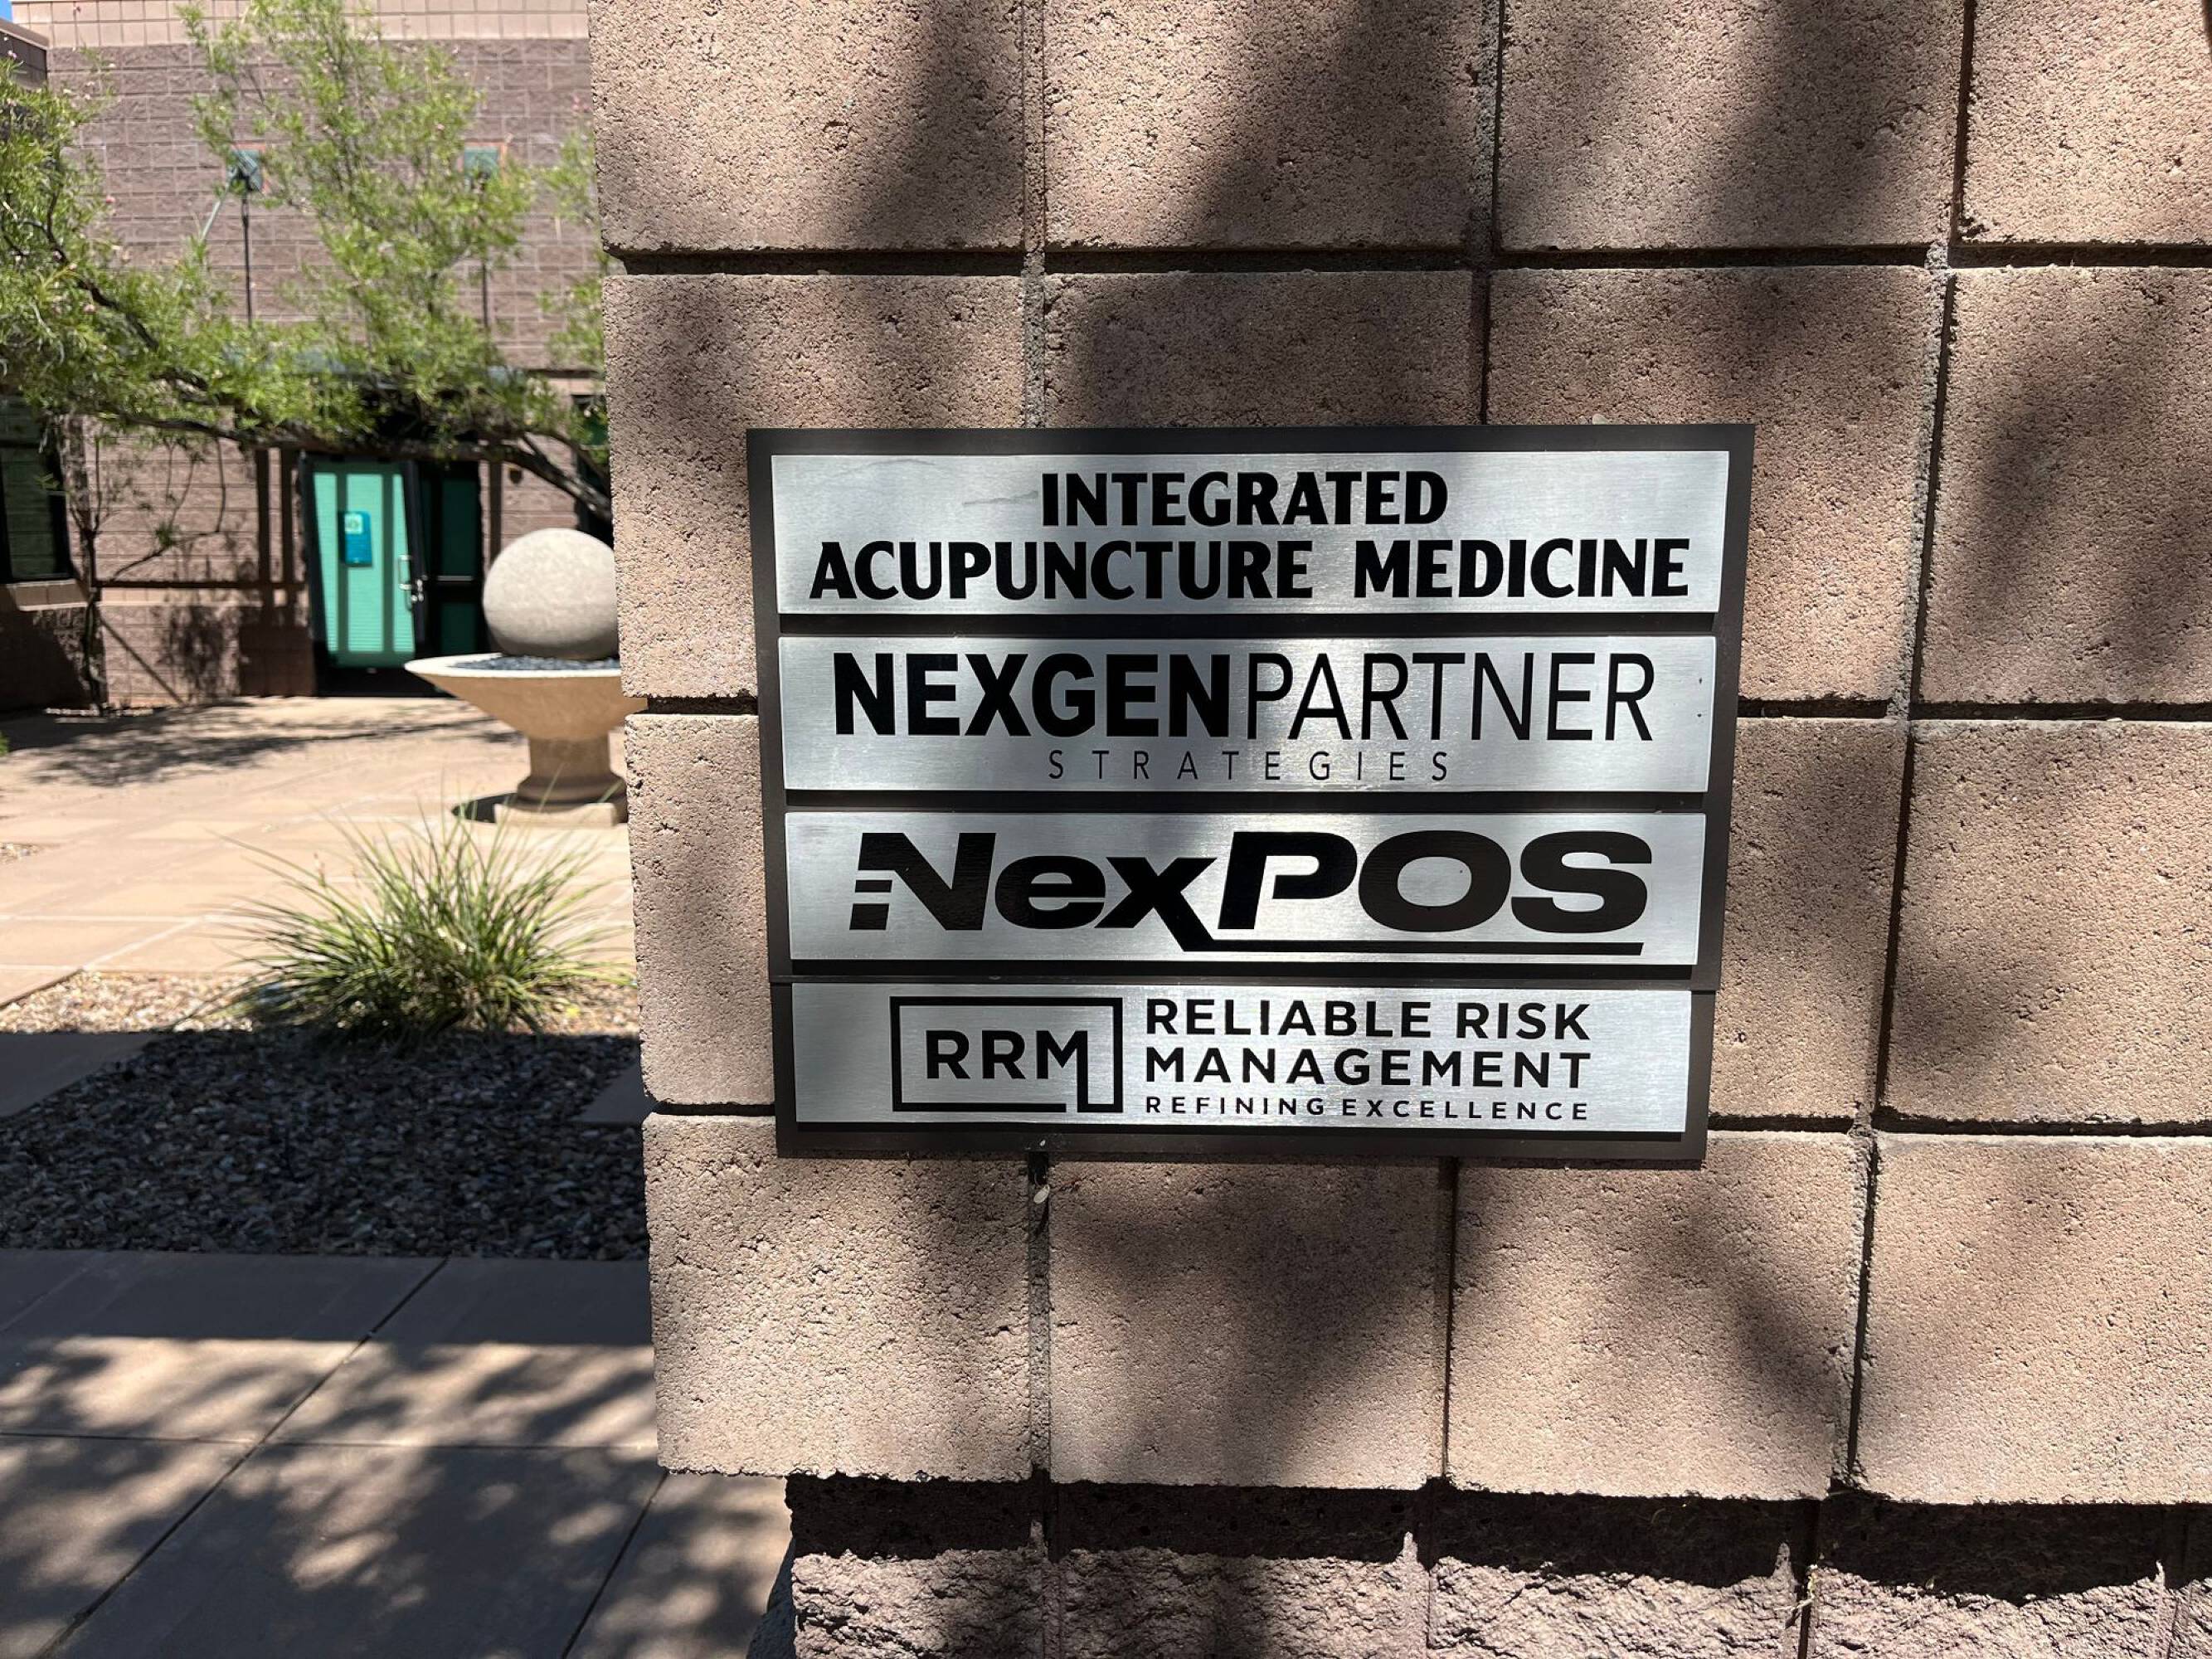 INTEGRATED
ACUPUNCTURE MEDICINE
NEXGENPARTNER
STRATEGIES
NexPOS
RRM
RELIABLE RISK
MANAGEMENT
REFINING EXCELLENCE